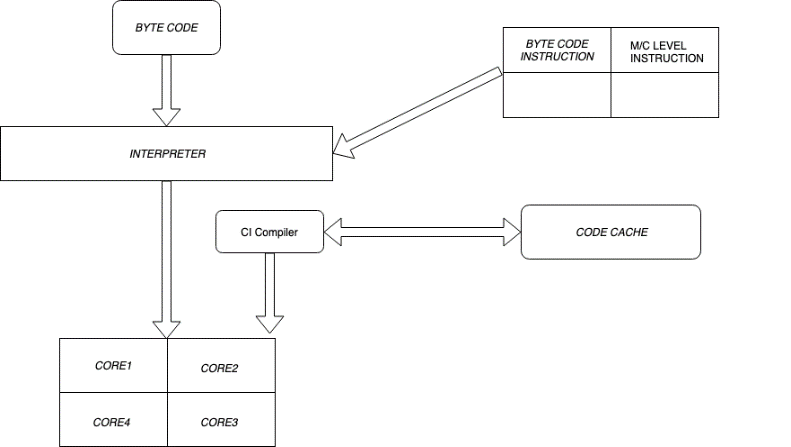 BYTE CODE
BYTE CODE
INSTRUCTION
M/C LEVEL
INSTRUCTION
INTERPRETER
CI Compiler
CODE CACHE
CORE1
CORE2
CORE4
CORE3